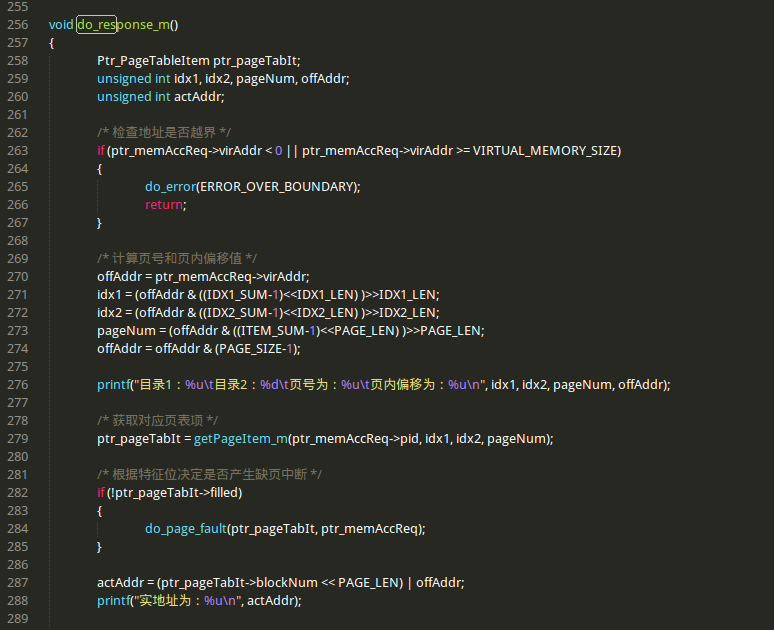 255
256 void do_response_m()
257 {
258 Ptr_PageTableItem ptr_pageTabIt;
259 unsigned int idx1, idx2, pageNum, offAddr;
260 unsigned int actAddr;
261
262 /* 检查地址是否越界 */
263 if (ptr_memAccReq->virAddr < 0 || ptr_memAccReq->virAddr >= VIRTUAL_MEMORY_SIZE)
264 {
265 do_error(ERROR_OVER_BOUNDARY);
266 return;
267 }
268
269 /* 计算页号和页内偏移值 */
270 offAddr = ptr_memAccReq->virAddr;
271 idx1 = (offAddr & ((IDX1_SUM-1)<<IDX1_LEN) )>>IDX1_LEN;
272 idx2 = (offAddr & ((IDX2_SUM-1)<<IDX2_LEN) )>>IDX2_LEN;
273 pageNum = (offAddr & ((ITEM_SUM-1)<<PAGE_LEN) )>>PAGE_LEN;
274 offAddr = offAddr & (PAGE_SIZE-1);
275
276 printf("目录1：%u\t目录2：%d\t页号为：%u\t页内偏移为：%u\n", idx1, idx2, pageNum, offAddr);
277
278 /* 获取对应页表项 */
279 ptr_pageTabIt = getPageItem_m(ptr_memAccReq->pid, idx1, idx2, pageNum);
280
281 /* 根据特征位决定是否产生缺页中断 */
282 if (!ptr_pageTabIt->filled)
283 {
284 do_page_fault(ptr_pageTabIt, ptr_memAccReq);
285 }
286
287 actAddr = (ptr_pageTabIt->blockNum << PAGE_LEN) | offAddr;
288 printf("实地址为：%u\n", actAddr);
289